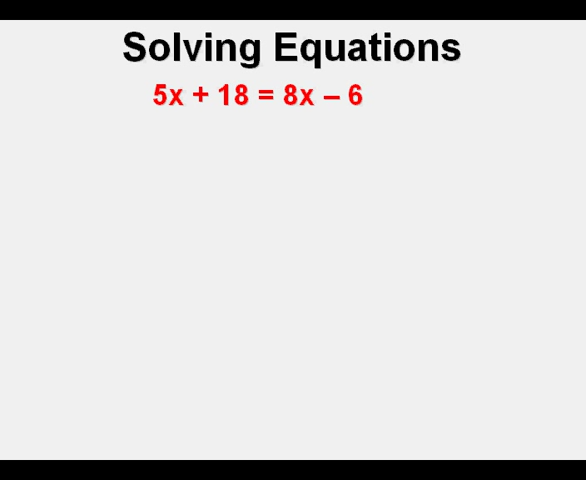 Solving Equations
5x + 18 = 8x – 6